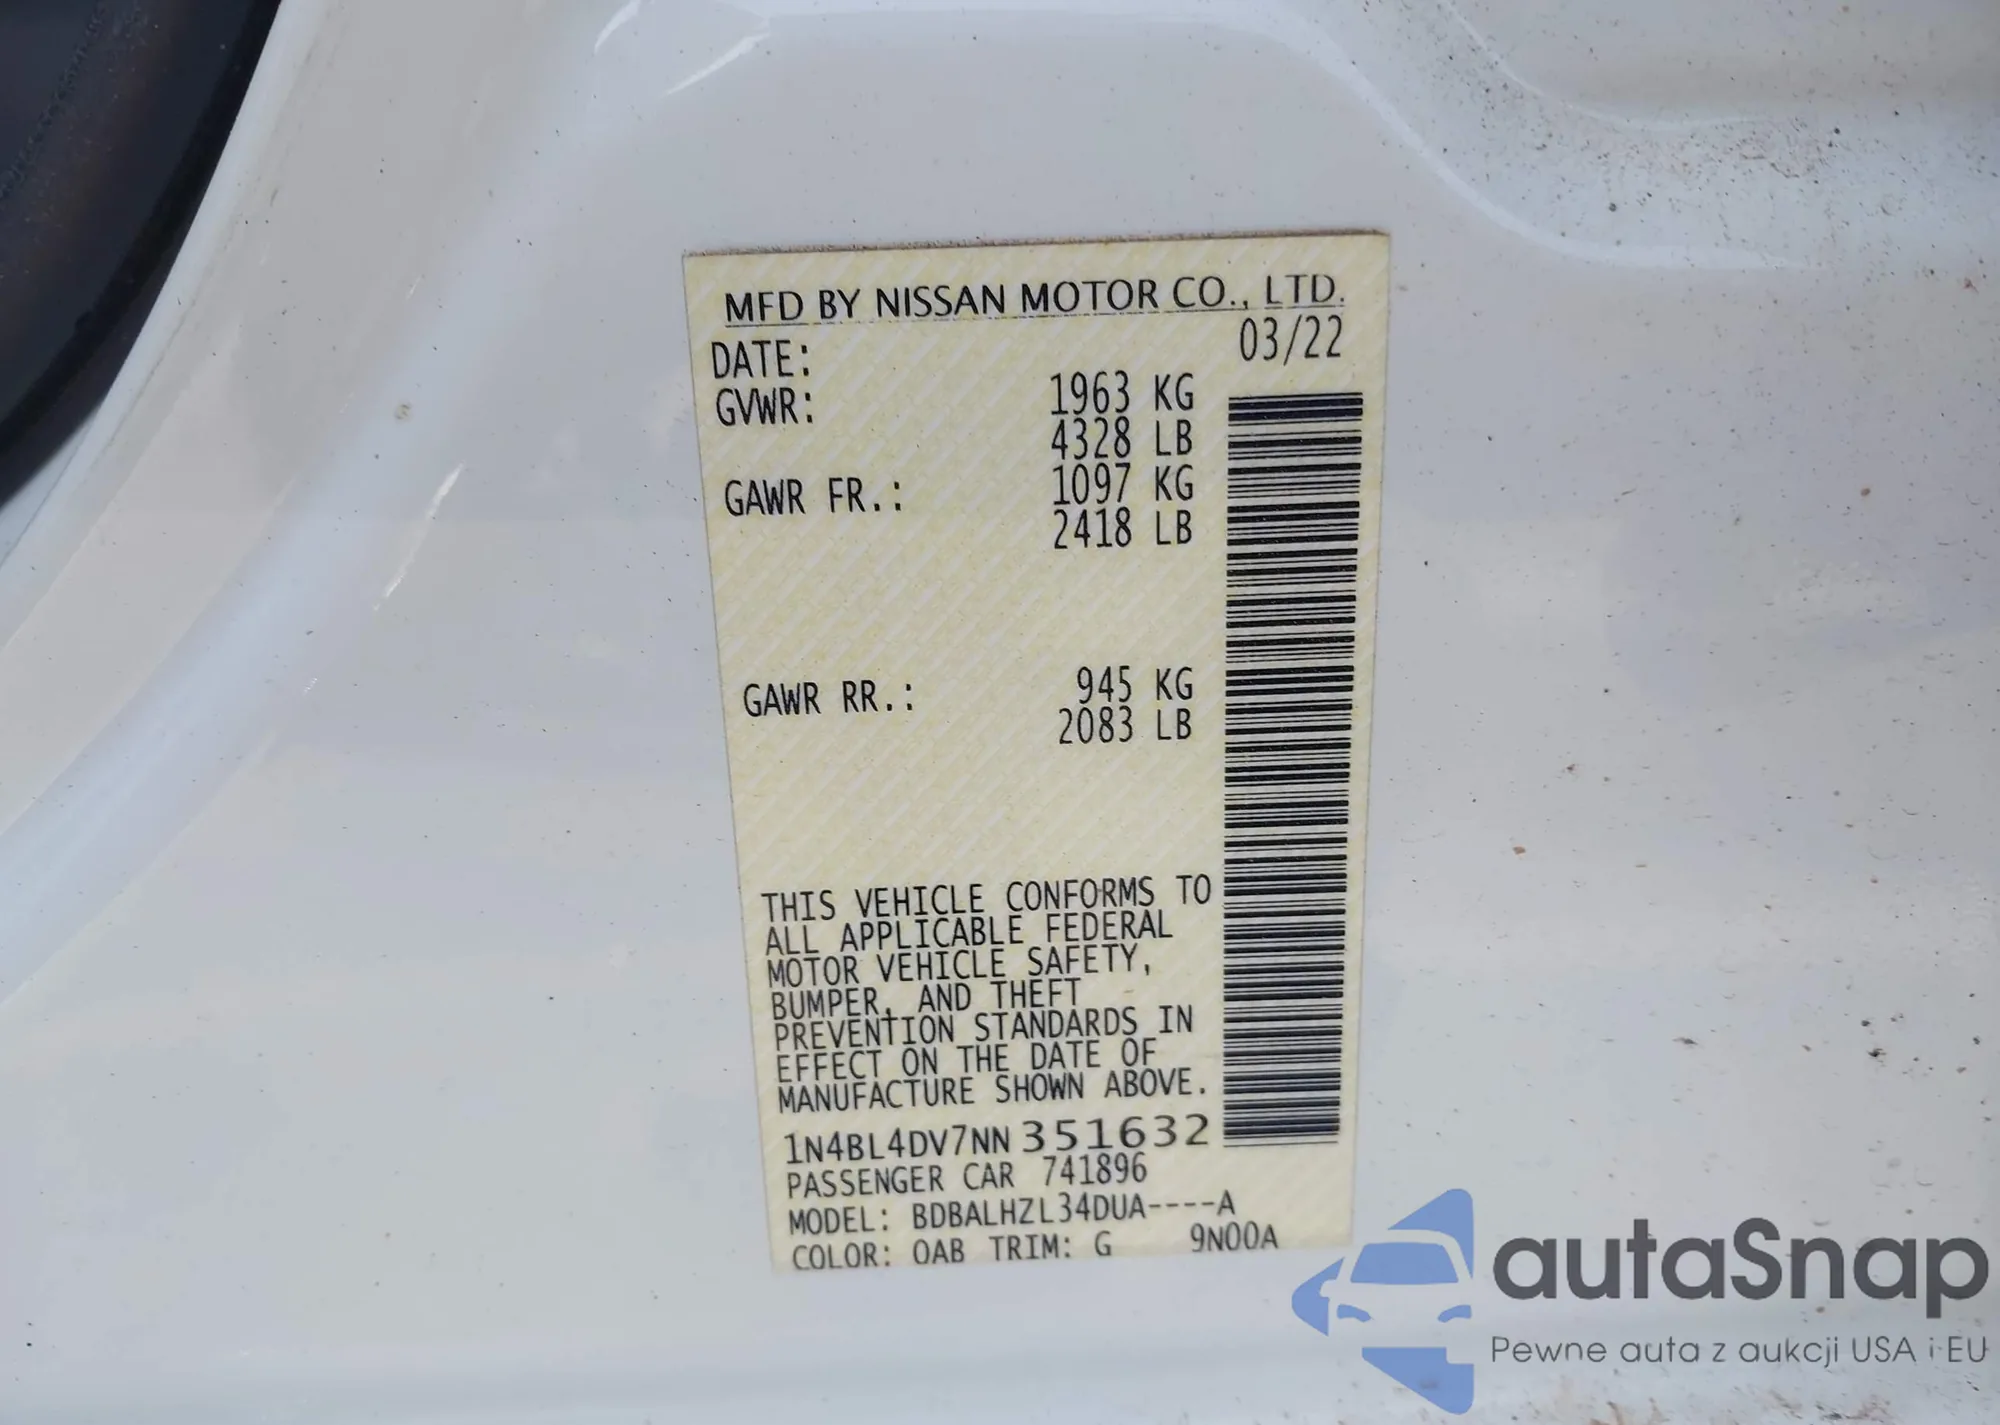 MFD BY NISSAN MOTOR CO., LTD.
DATE: 03/22
GVWR: 1963 KG
4328 LB
GAWR FR.: 1097 KG
2418 LB
GAWR RR.: 945 KG
2083 LB
THIS VEHICLE CONFORMS TO
ALL APPLICABLE FEDERAL
MOTOR VEHICLE SAFETY,
BUMPER, AND THEFT
PREVENTION STANDARDS IN
EFFECT ON THE DATE OF
MANUFACTURE SHOWN ABOVE.
1N4BL4DV7NN351632
PASSENGER CAR 741896
MODEL: BDBALHZL34DUA----A
COLOR: QAB TRIM: G 9N00A
autaSnap
Pewne auta z aukcji USA i EU